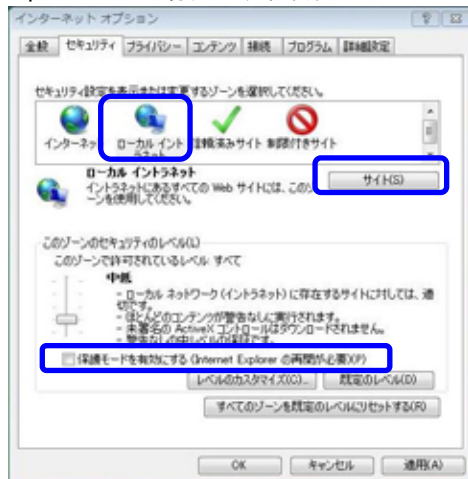 インターネット オプション
全般 セキュリティ プライバシー コンテンツ 接続 プログラム 詳細設定
セキュリティ設定を表示または変更するゾーンを選択してください。
インターネット ローカル イントラネット 信頼済みサイト 制限付きサイト
ローカル イントラネット
イントラネットにあるすべての Web サイトには、この
ーンを使用してください。
サイト(S)
このゾーンのセキュリティのレベル(L)
このゾーンで許可されているレベル: すべて
中低
- ローカル ネットワーク (イントラネット) に存在するサイトに対しては、適
切です。
- ほとんどのコンテンツが警告なしに実行されます。
- 未署名の ActiveX コントロールはダウンロードされません。
- 警告なしの中レベルの保証です。
保護モードを有効にする (Internet Explorer の再開が必要)(P)
レベルのカスタマイズ(C)... 既定のレベル(D)
すべてのゾーンを既定のレベルにリセットする(R)
OK キャンセル 適用(A)